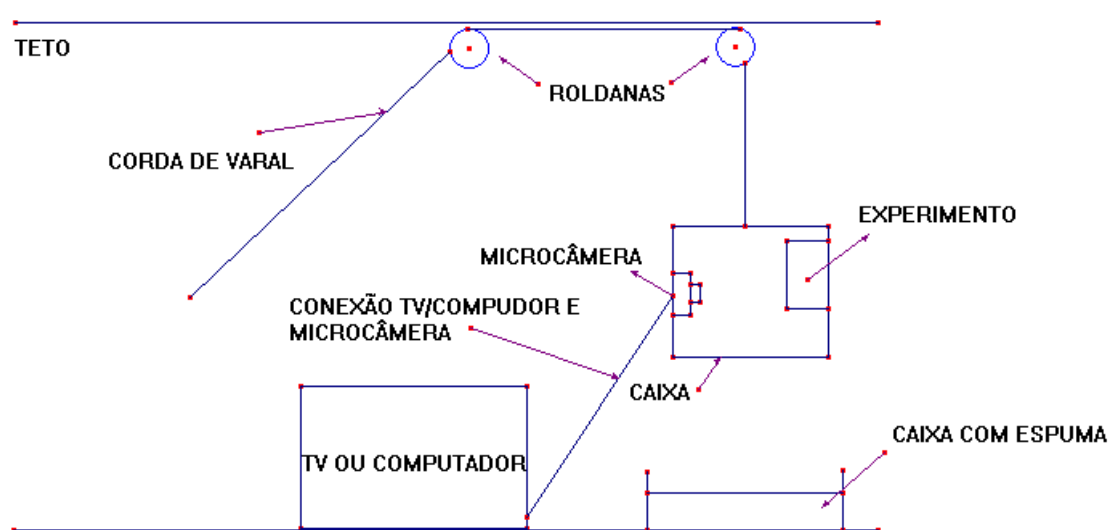 TETO
ROLDANAS
CORDA DE VARAL
EXPERIMENTO
MICROCÂMERA
CONEXÃO TV/COMPUDOR E
MICROCÂMERA
CAIXA
CAIXA COM ESPUMA
TV OU COMPUTADOR